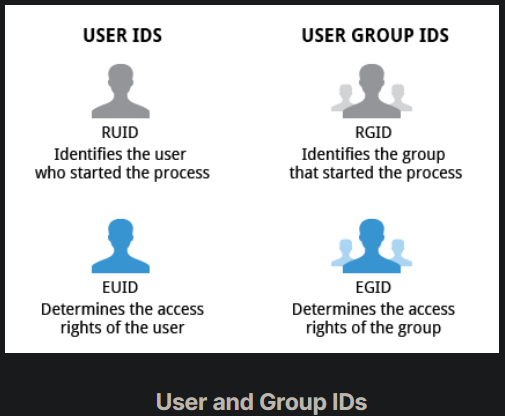 USER IDS
RUID
Identifies the user
who started the process
EUID
Determines the access
rights of the user
USER GROUP IDS
RGID
Identifies the group
that started the process
EGID
Determines the access
rights of the group
User and Group IDs